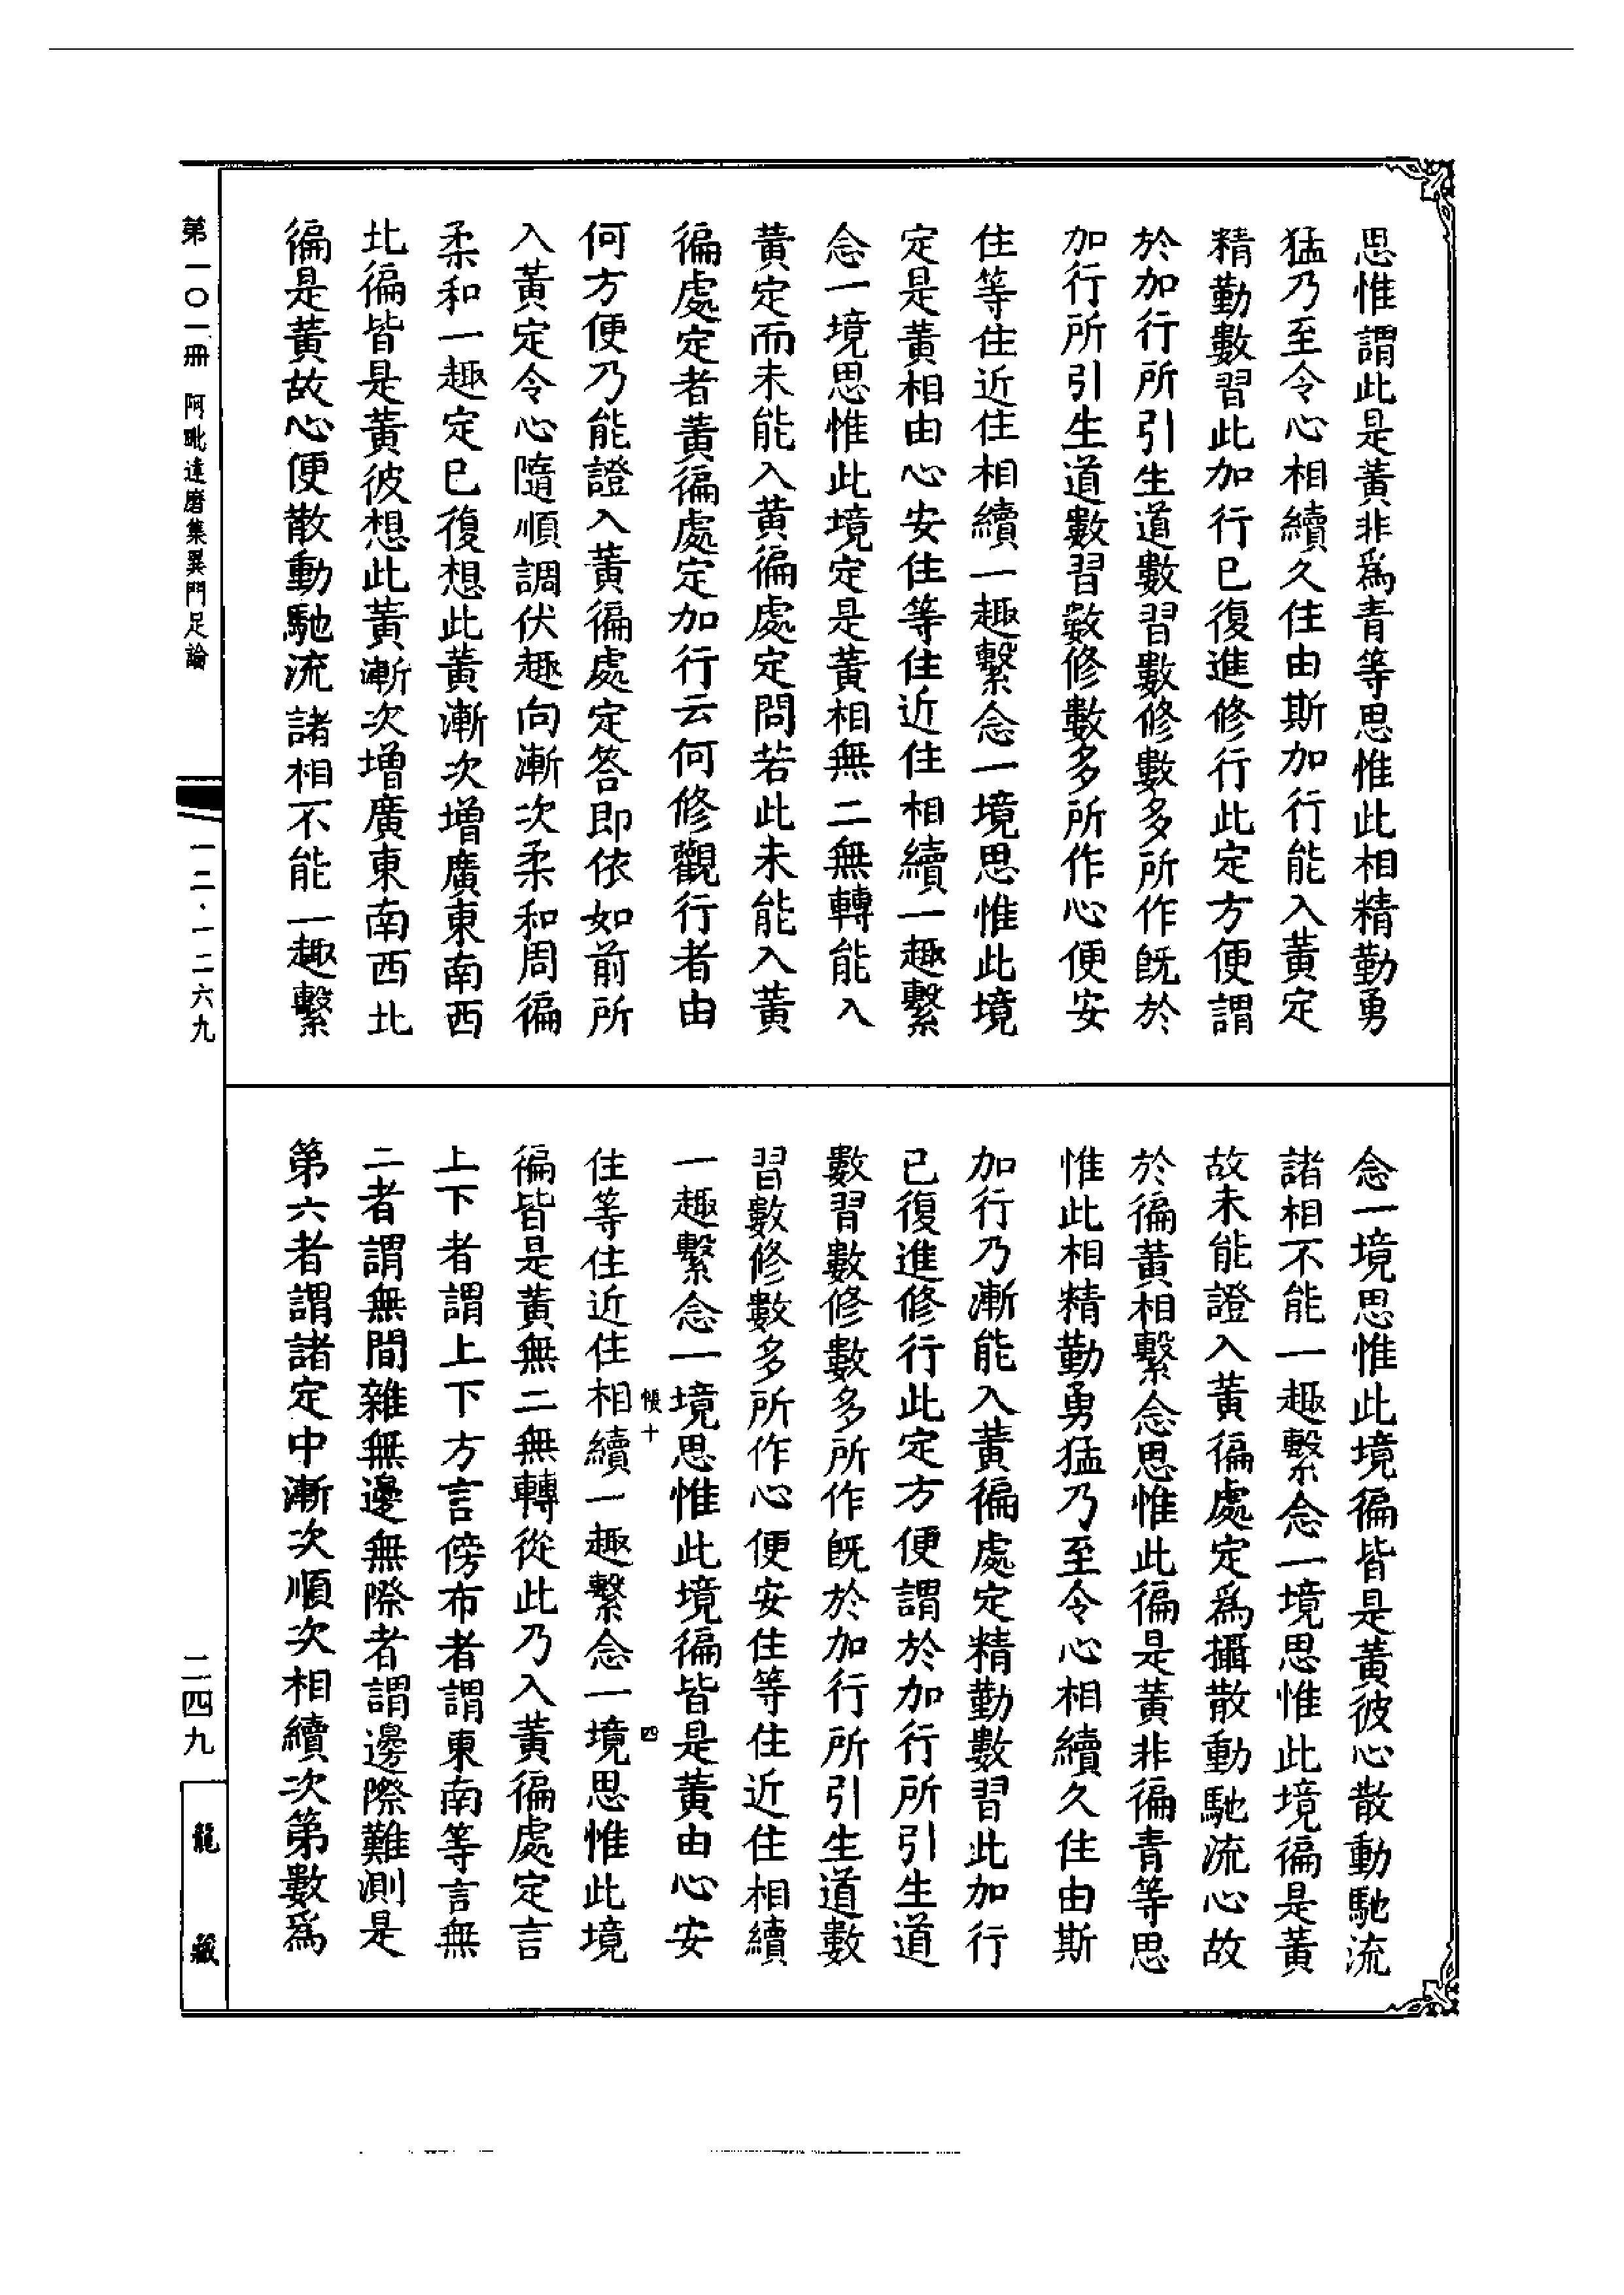 思惟謂此是黃非為青等思惟此相精勤勇
猛乃至令心相續久住由斯加行能入黃定
精勤數習此加行已復進修行此定方便謂
於加行所引生道數習數修數多所作既於
加行所引生道數習數修數多所作心便安
住等住近住相續一趣繫念一境思惟此境
定是黃相由心安住等住近住相續一趣繫
念一境思惟此境定是黃相無二無轉能入
黃定而未能入黃徧處定問若此未能入黃
徧處定者黃徧處定加行云何修觀行者由
何方便乃能證入黃徧處定答即依如前所
入黃定令心隨順調伏趣向漸次柔和周徧
柔和一趣定已復想此黃漸次增廣東南西
北徧皆是黃彼想此黃漸次增廣東南西北
徧是黃故心便散動馳流諸相不能一趣繫
念一境思惟此境徧皆是黃彼心散動馳流
諸相不能一趣繫念一境思惟此境徧是黃
故未能證入黃徧處定為攝散動馳流心故
於徧黃相繫念思惟此徧是黃非徧青等思
惟此相精勤勇猛乃至令心相續久住由斯
加行乃漸能入黃徧處定精勤數習此加行
已復進修行此定方便謂於加行所引生道
數習數修數多所作既於加行所引生道數
習數修數多所作心便安住等住近住相續
一趣繫念一境思惟此境徧皆是黃由心安
帳十 四
住等住近住相續一趣繫念一境思惟此境
徧皆是黃無二無轉從此乃入黃徧處定言
上下者謂上下方言傍布者謂東南等言無
二者謂無間雜無邊無際者謂邊際難測是
第六者謂諸定中漸次順次相續次第數為
第一〇一冊 阿毗達磨集異門足論
一二·一二六九
二四九
龍藏